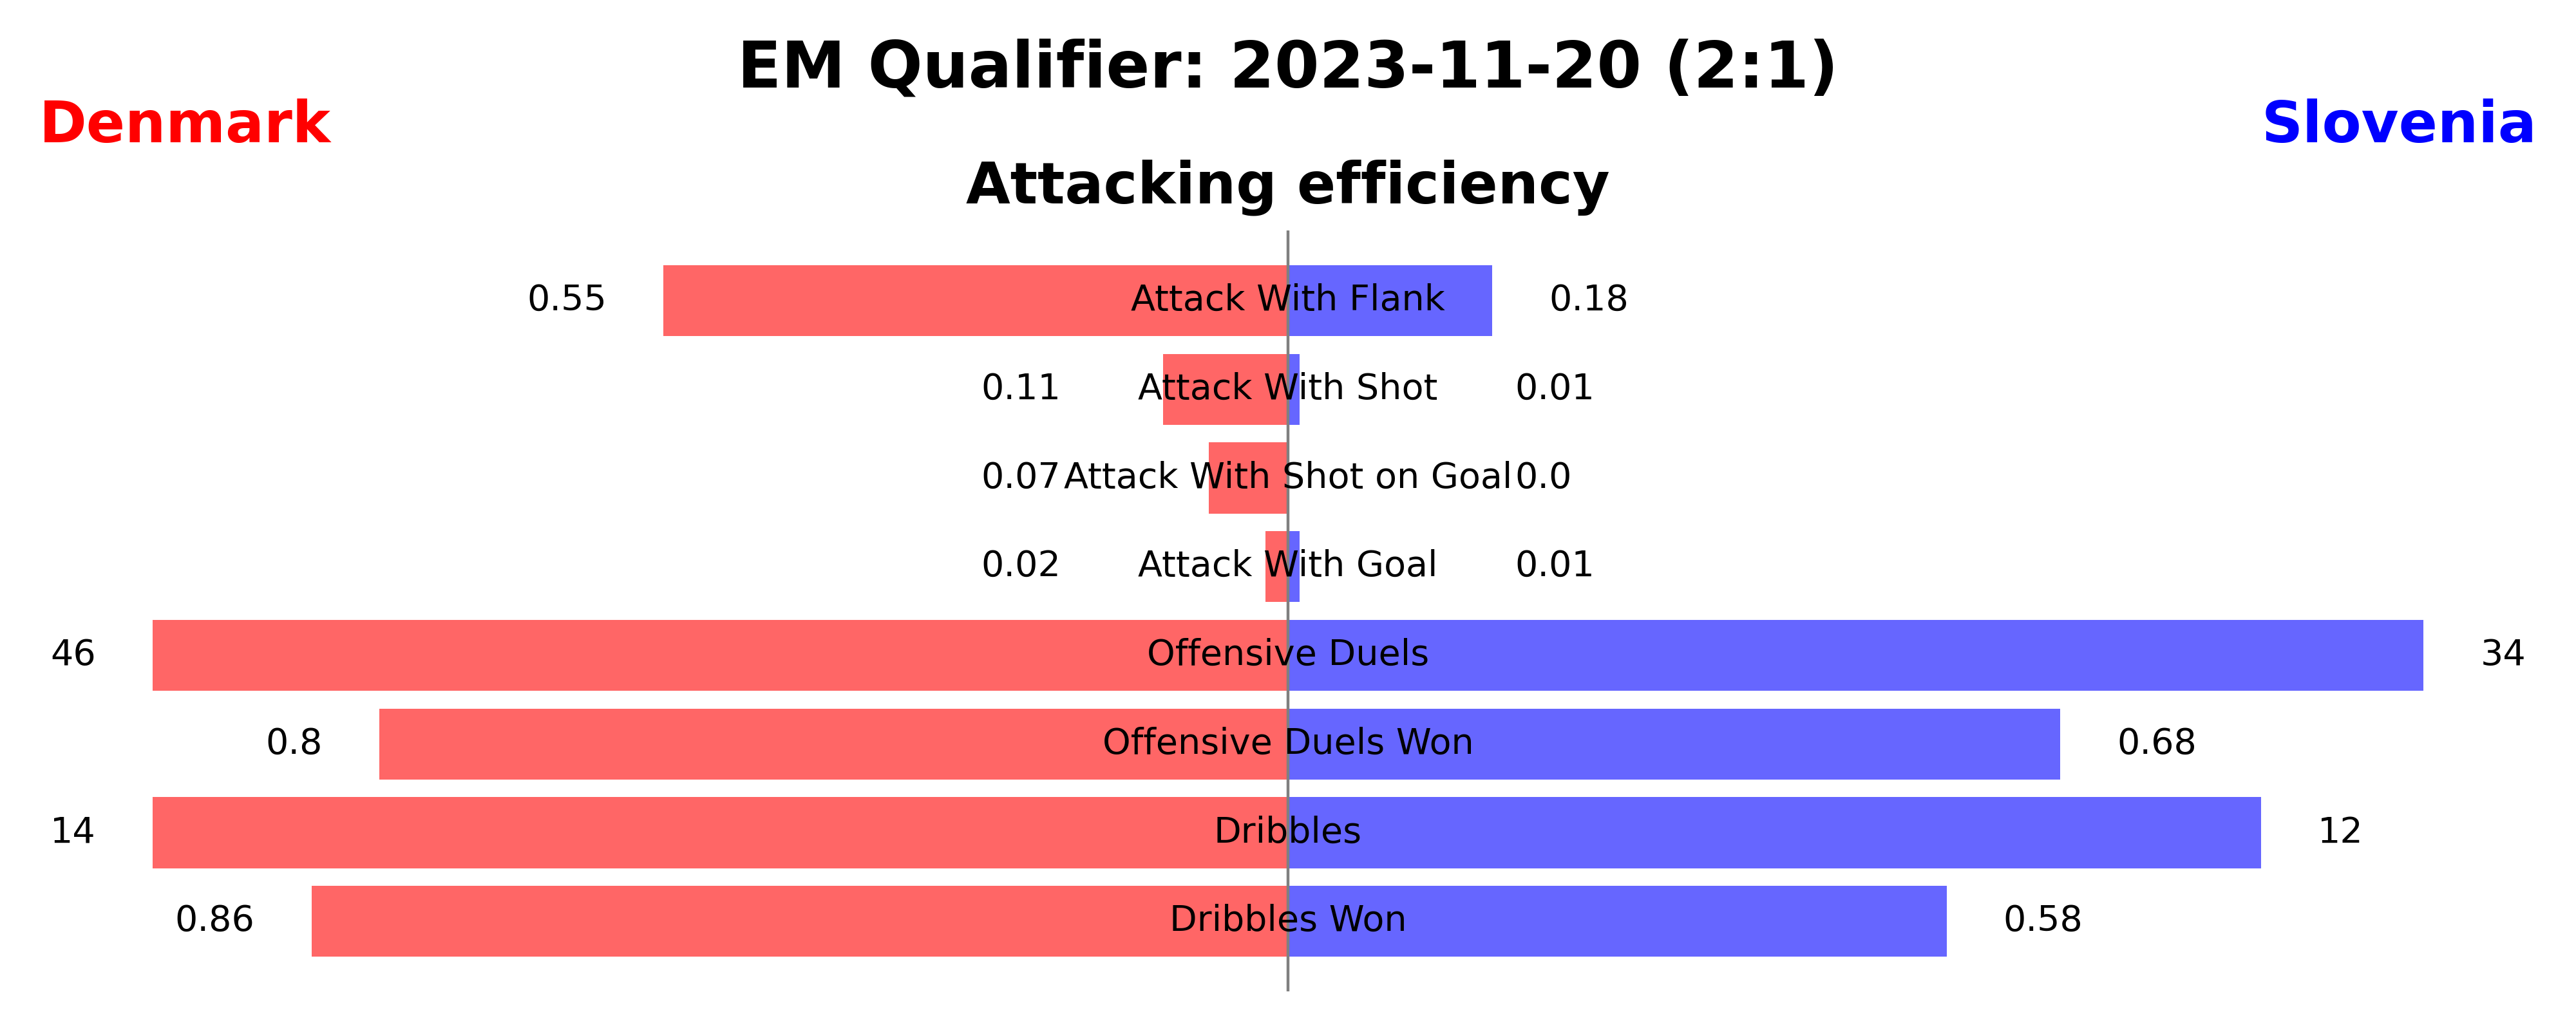 EM Qualifier: 2023-11-20 (2:1)
Denmark Slovenia
Attacking efficiency
0.55 Attack With Flank 0.18
0.11 Attack With Shot 0.01
0.07 Attack With Shot on Goal 0.0
0.02 Attack With Goal 0.01
46 Offensive Duels 34
0.8 Offensive Duels Won 0.68
14 Dribbles 12
0.86 Dribbles Won 0.58